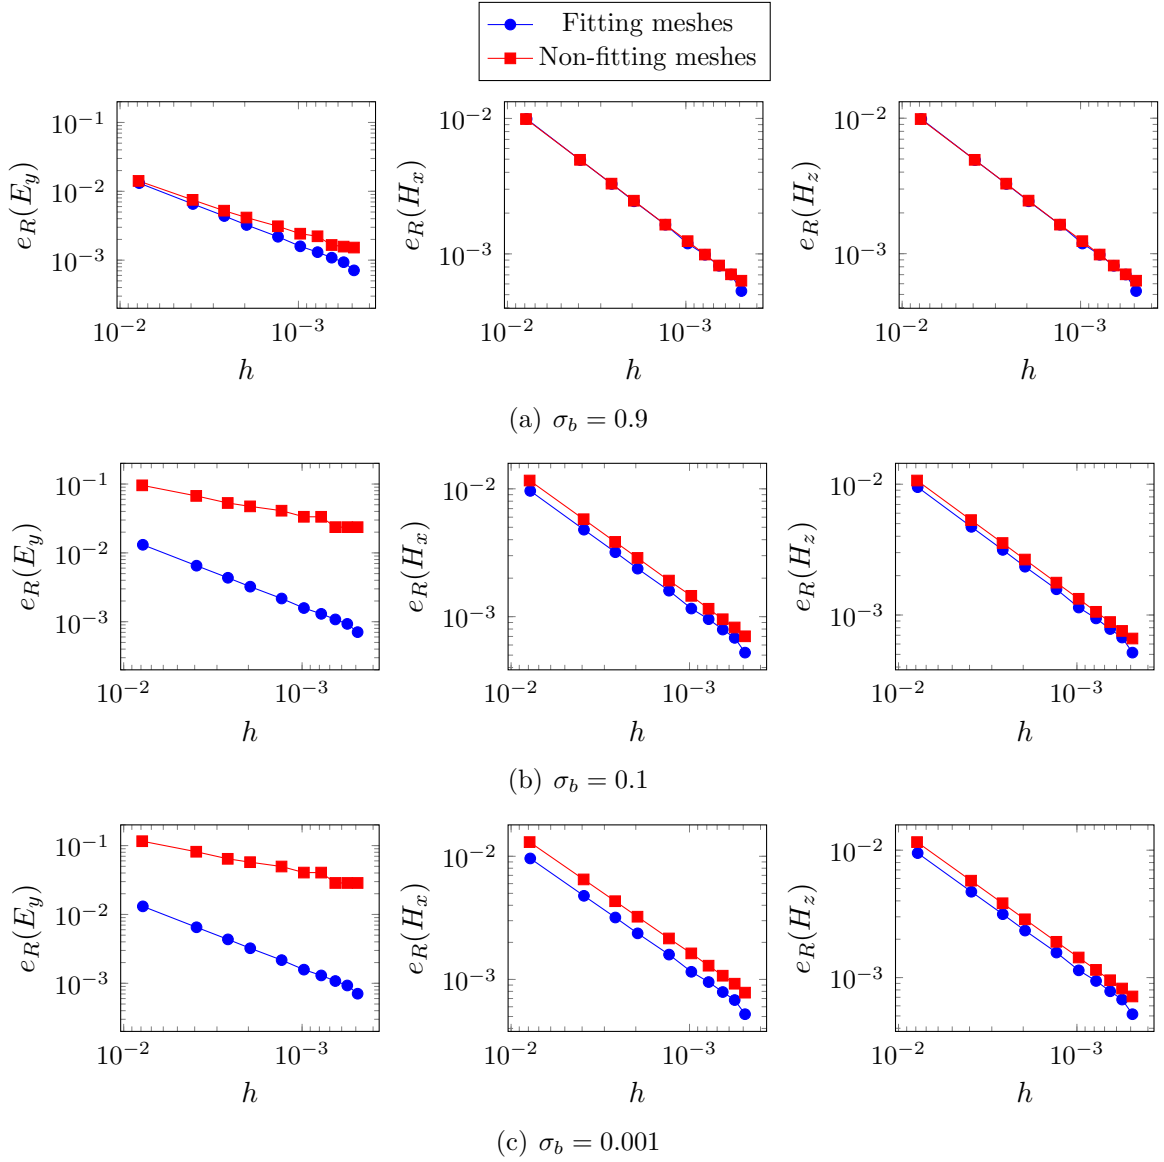 Fitting meshes
Non-fitting meshes
10^{-1}
10^{-2}
10^{-3}
e_R(E_y)
10^{-2} 10^{-3}
h
10^{-2}
10^{-3}
e_R(H_x)
10^{-2} 10^{-3}
h
10^{-2}
10^{-3}
e_R(H_z)
10^{-2} 10^{-3}
h
(a) σ_b = 0.9
10^{-1}
10^{-2}
10^{-3}
e_R(E_y)
10^{-2} 10^{-3}
h
10^{-2}
10^{-3}
e_R(H_x)
10^{-2} 10^{-3}
h
10^{-2}
10^{-3}
e_R(H_z)
10^{-2} 10^{-3}
h
(b) σ_b = 0.1
10^{-1}
10^{-2}
10^{-3}
e_R(E_y)
10^{-2} 10^{-3}
h
10^{-2}
10^{-3}
e_R(H_x)
10^{-2} 10^{-3}
h
10^{-2}
10^{-3}
e_R(H_z)
10^{-2} 10^{-3}
h
(c) σ_b = 0.001